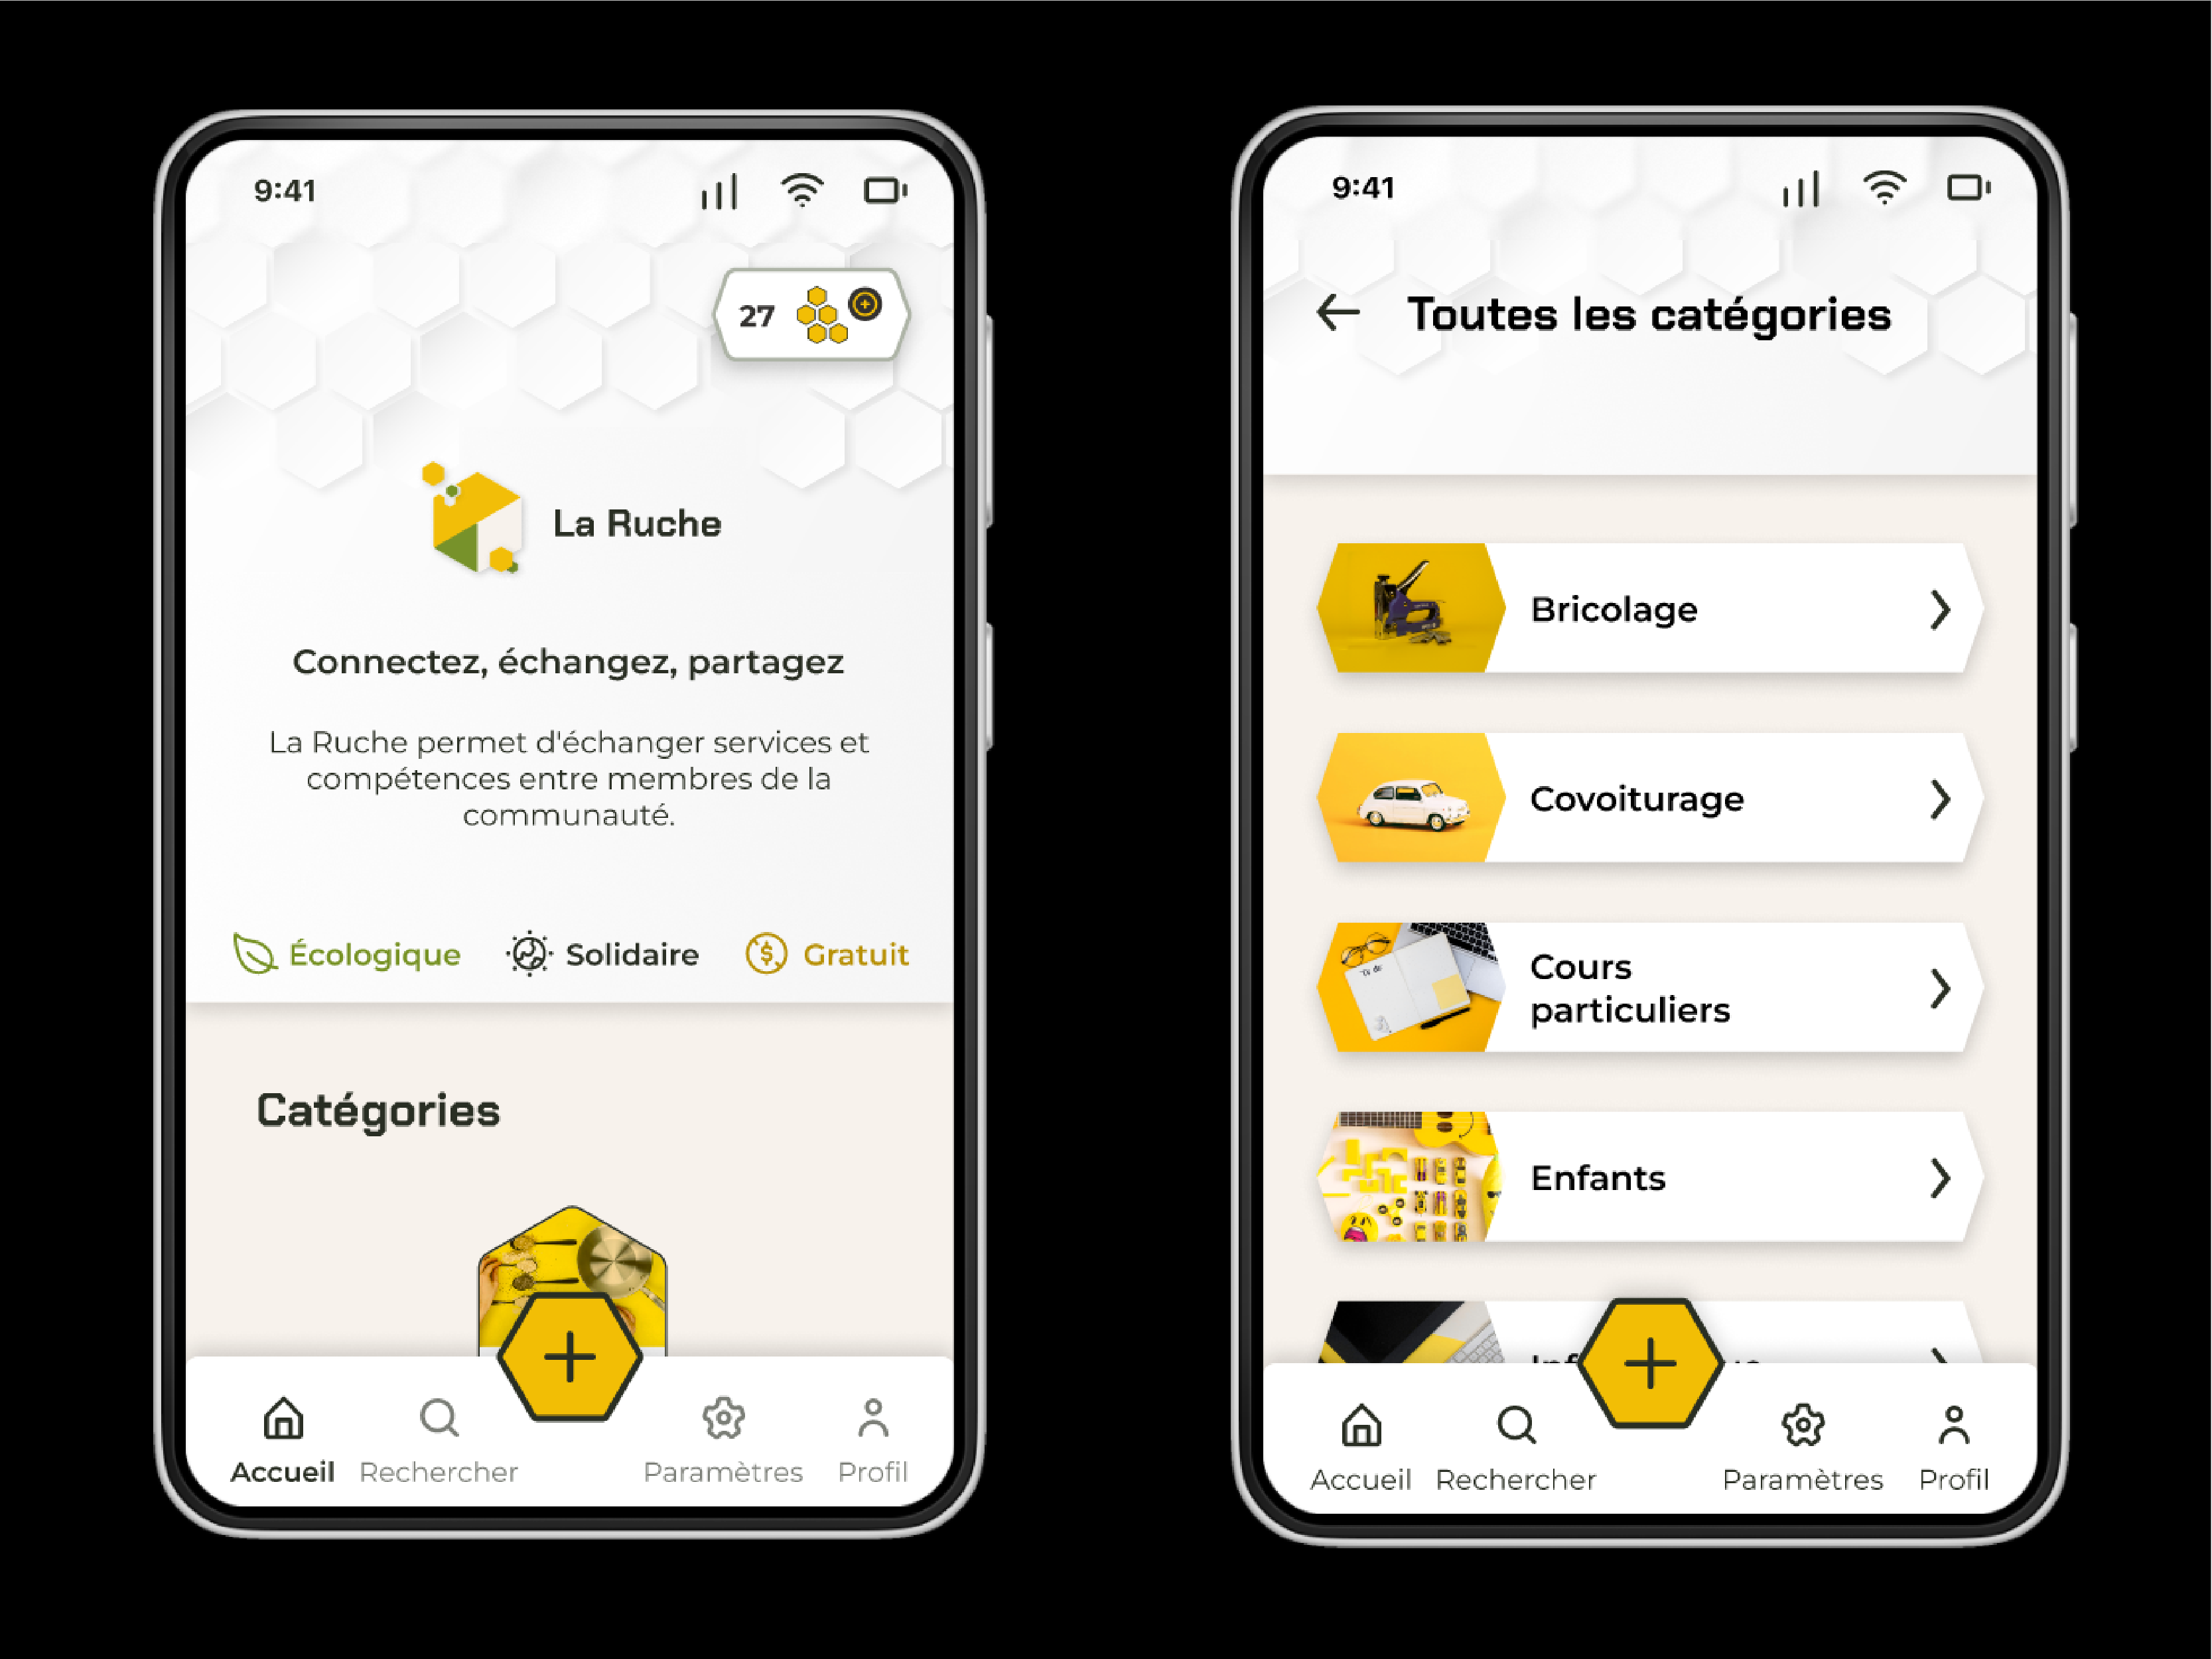 9:41
27
La Ruche
Connectez, échangez, partagez
La Ruche permet d'échanger services et
compétences entre membres de la
communauté.
Écologique Solidaire Gratuit
Catégories
Accueil Rechercher Paramètres Profil
9:41
Toutes les catégories
Bricolage
Covoiturage
To do
Cours
particuliers
Enfants
Accueil Rechercher Paramètres Profil